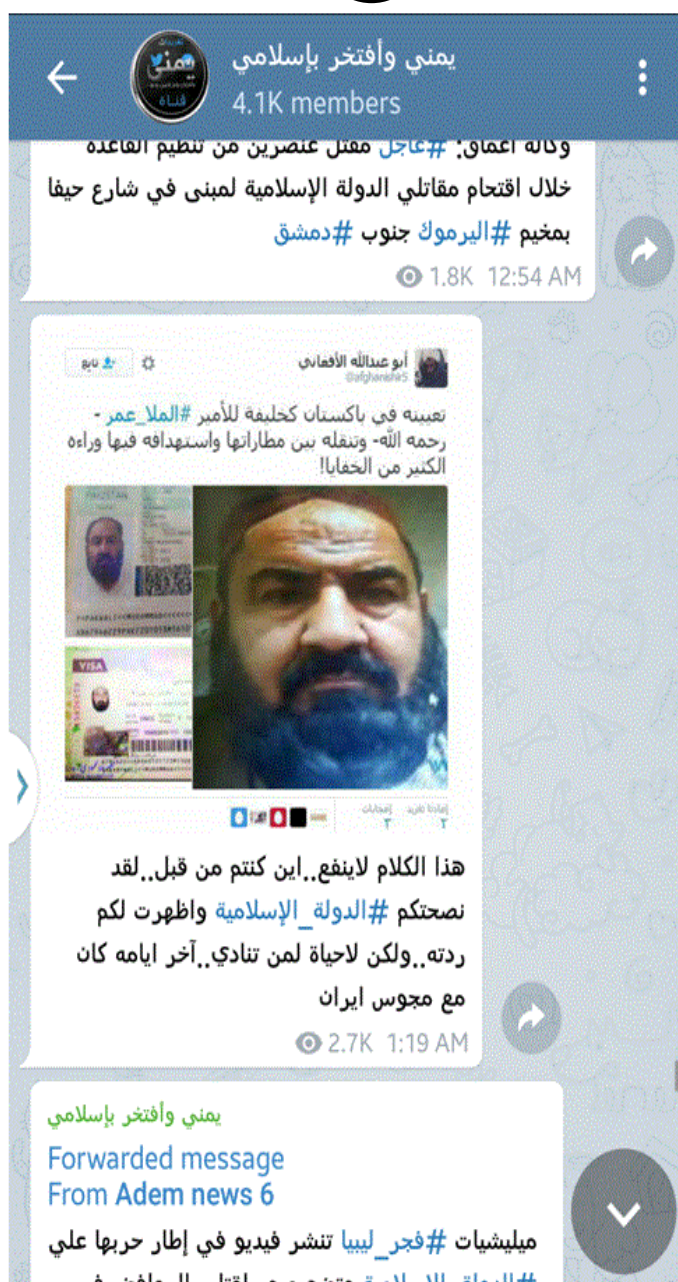 يمني وأفتخر بإسلامي
4.1K members
يمني
قناة
وكالة أعماق: #عاجل مقتل عنصرين من تنظيم القاعدة
خلال اقتحام مقاتلي الدولة الإسلامية لمبنى في شارع حيفا
بمخيم #اليرموك جنوب #دمشق
1.8K 12:54 AM
أبو عبدالله الأفغاني
تابع
تعيينه في باكستان كخليفة للأمير #الملا_عمر -
رحمه الله- وتنقله بين مطاراتها واستهدافه فيها وراءه
الكثير من الخفايا!
PAKISTAN
VISA
هذا الكلام لاينفع..اين كنتم من قبل..لقد
نصحتكم #الدولة_الإسلامية واظهرت لكم
ردته..ولكن لاحياة لمن تنادي..آخر ايامه كان
مع مجوس ايران
2.7K 1:19 AM
يمني وأفتخر بإسلامي
Forwarded message
From Adem news 6
ميليشيات #فجر_ليبيا تنشر فيديو في إطار حربها علي